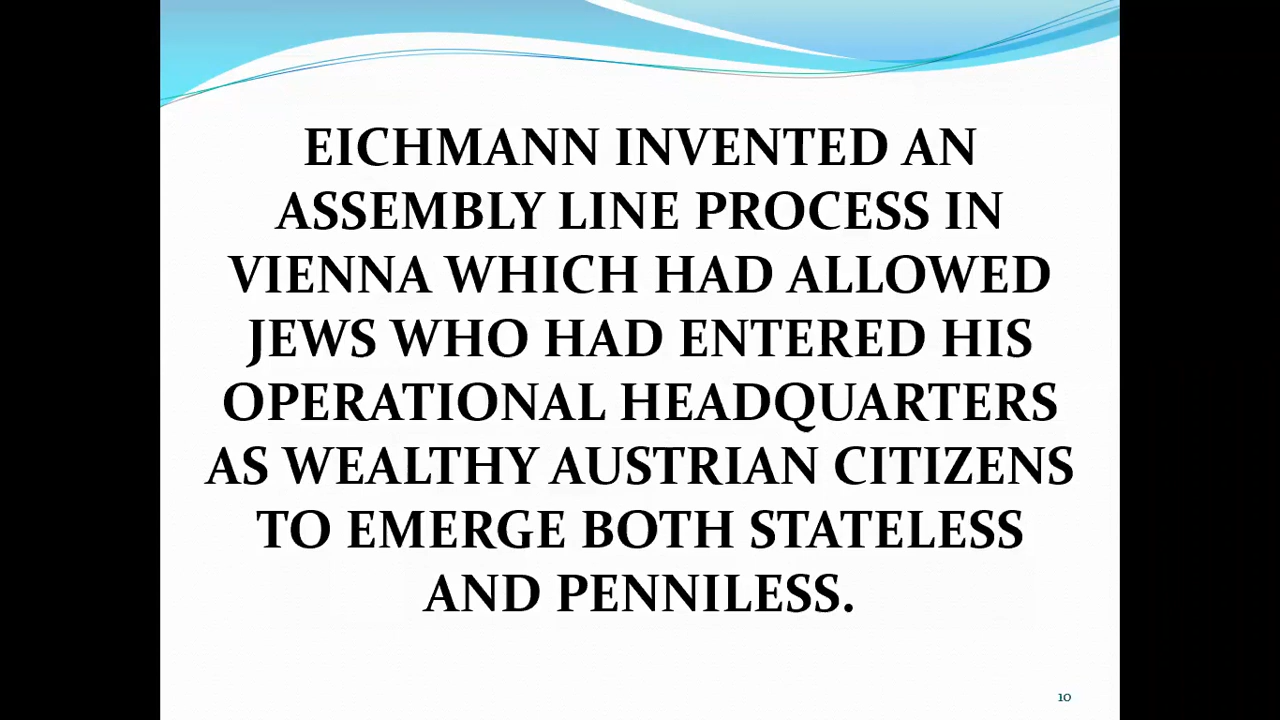 EICHMANN INVENTED AN
ASSEMBLY LINE PROCESS IN
VIENNA WHICH HAD ALLOWED
JEWS WHO HAD ENTERED HIS
OPERATIONAL HEADQUARTERS
AS WEALTHY AUSTRIAN CITIZENS
TO EMERGE BOTH STATELESS
AND PENNILESS.
10